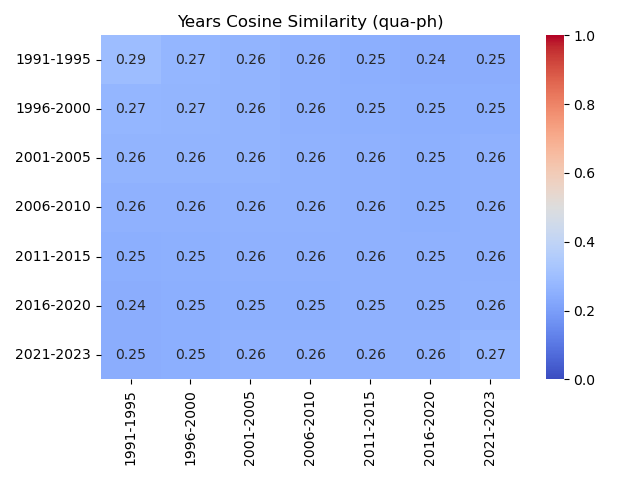 Years Cosine Similarity (qua-ph)
1991-1995 0.29 0.27 0.26 0.26 0.25 0.24 0.25
1996-2000 0.27 0.27 0.26 0.26 0.25 0.25 0.25
2001-2005 0.26 0.26 0.26 0.26 0.26 0.25 0.26
2006-2010 0.26 0.26 0.26 0.26 0.26 0.25 0.26
2011-2015 0.25 0.25 0.26 0.26 0.26 0.25 0.26
2016-2020 0.24 0.25 0.25 0.25 0.25 0.25 0.26
2021-2023 0.25 0.25 0.26 0.26 0.26 0.26 0.27
1991-1995 1996-2000 2001-2005 2006-2010 2011-2015 2016-2020 2021-2023
1.0
0.8
0.6
0.4
0.2
0.0